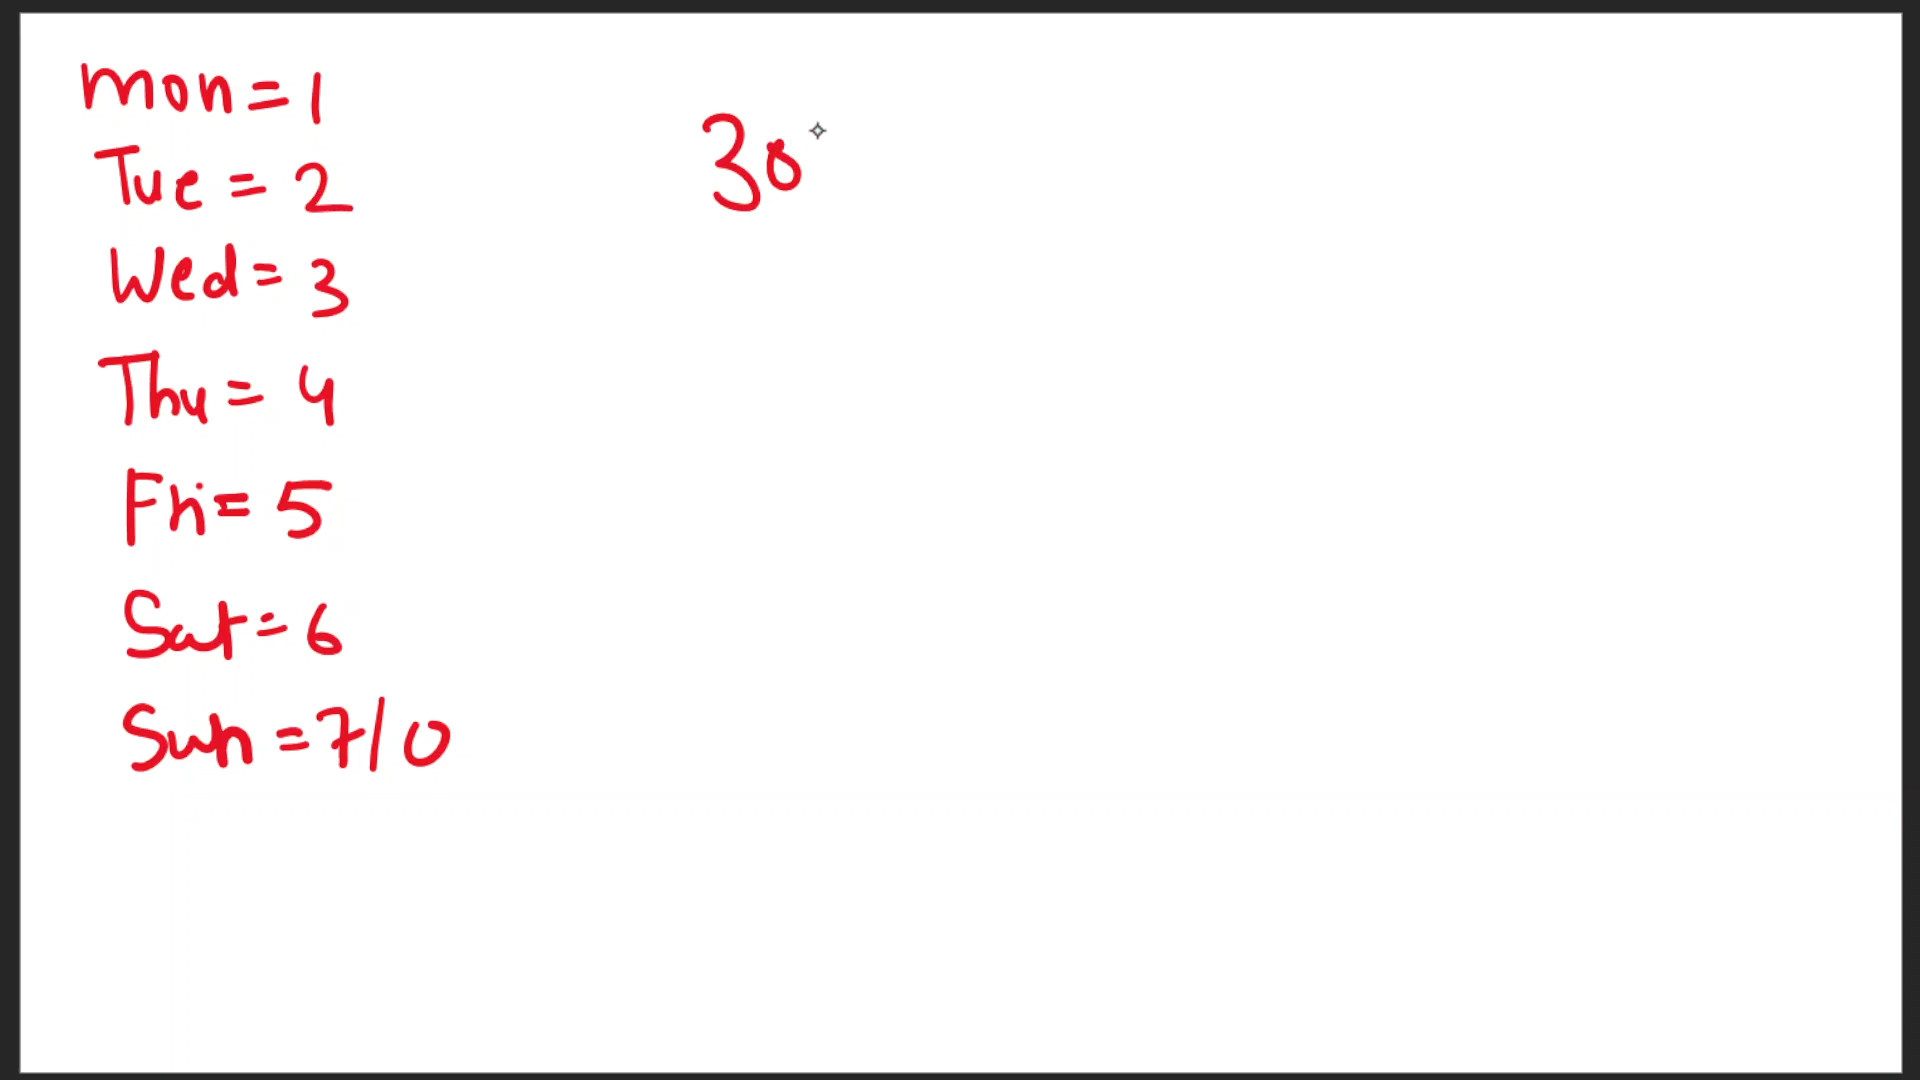 Mon = 1
Tue = 2
Wed = 3
Thu = 4
Fri = 5
Sat = 6
Sun = 7/0
30